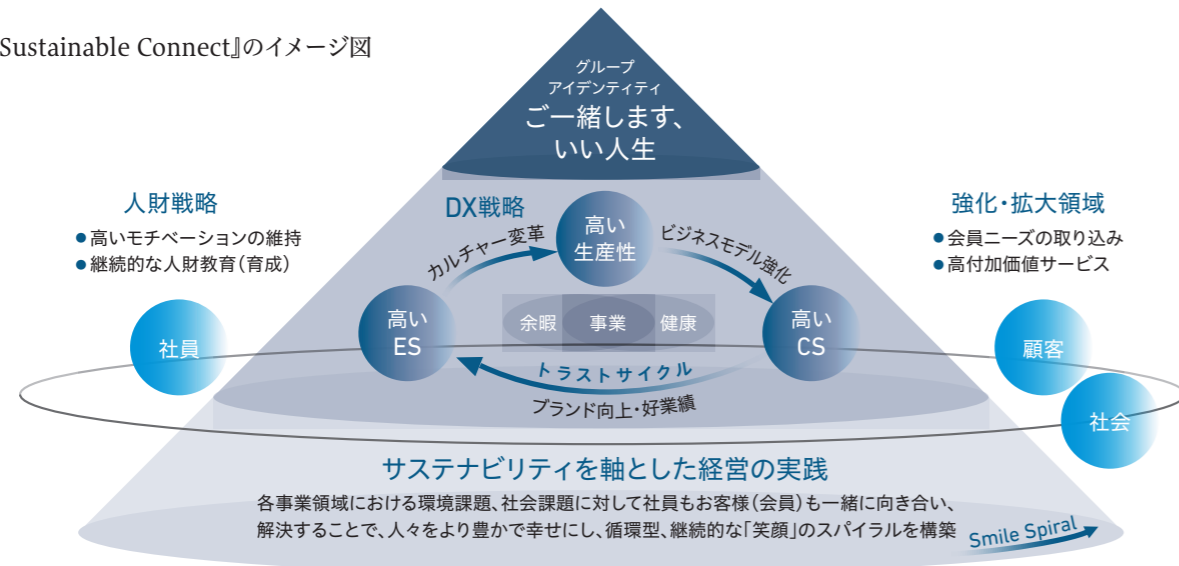 Sustainable Connect』のイメージ図
グループ
アイデンティティ
ご一緒します、
いい人生
人財戦略
●高いモチベーションの維持
●継続的な人財教育(育成)
DX戦略
カルチャー変革
高い
生産性
ビジネスモデル強化
強化・拡大領域
●会員ニーズの取り込み
●高付加価値サービス
社員
高い
ES
余暇
事業
健康
高い
CS
顧客
社会
トラストサイクル
ブランド向上・好業績
サステナビリティを軸とした経営の実践
各事業領域における環境課題、社会課題に対して社員もお客様(会員)も一緒に向き合い、
解決することで、人々をより豊かで幸せにし、循環型、継続的な「笑顔」のスパイラルを構築
Smile Spiral